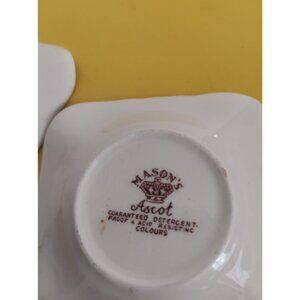 MASON'S
Ascot
GUARANTEED DETERGENT.
PROOF & ACID RESISTING
COLOURS